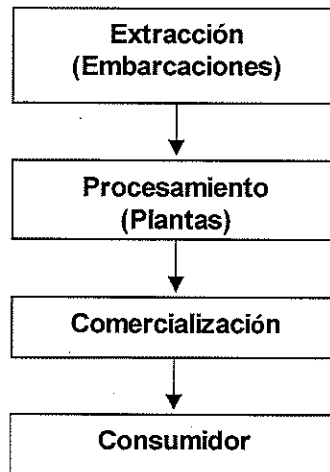 Extracción
(Embarcaciones)
Procesamiento
(Plantas)
Comercialización
Consumidor